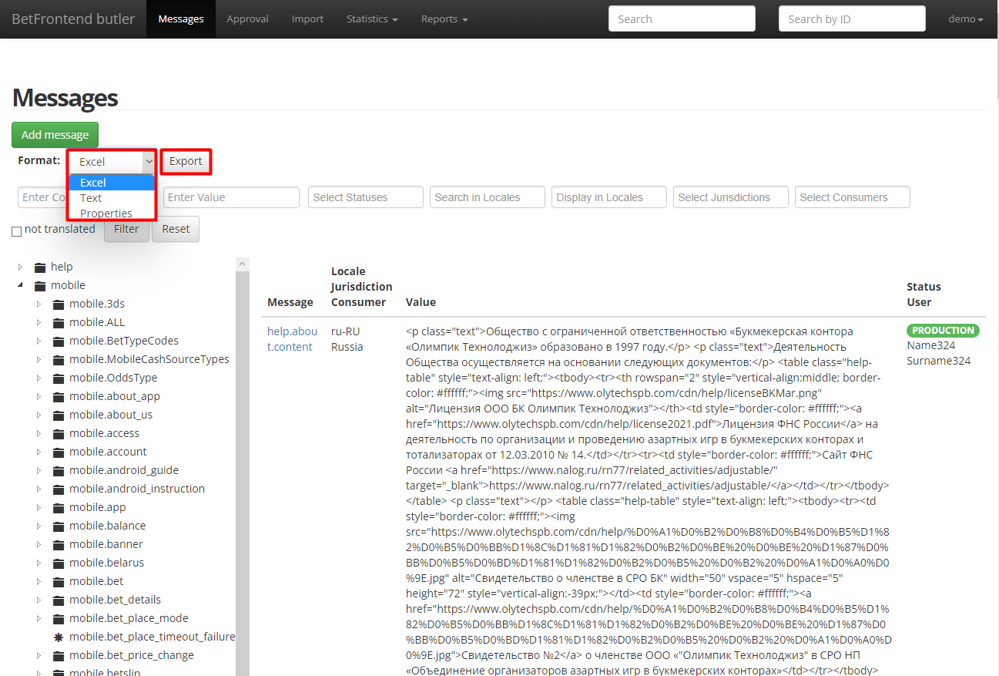 BetFrontend butler Messages Approval Import Statistics Reports Search Search by ID demo
Messages
Add message
Format: Excel Export
Excel
Text
Properties
Enter Co Enter Value Select Statuses Search in Locales Display in Locales Select Jurisdictions Select Consumers
not translated Filter Reset
help
mobile
mobile.3ds
mobile.ALL
mobile.BetTypeCodes
mobile.MobileCashSourceTypes
mobile.OddsType
mobile.about_app
mobile.about_us
mobile.access
mobile.account
mobile.android_guide
mobile.android_instruction
mobile.app
mobile.balance
mobile.banner
mobile.belarus
mobile.bet
mobile.bet_details
mobile.bet_place_mode
mobile.bet_place_timeout_failure
mobile.bet_price_change
mobile.betslip
Message
Locale
Jurisdiction
Consumer
Value
Status
User
help.abou
t.content
ru-RU
Russia
<p class="text">Общество с ограниченной ответственностью «Букмекерская контора
«Олимпик Технолоджиз» образовано в 1997 году.</p> <p class="text">Деятельность
Общества осуществляется на основании следующих документов:</p> <table class="help-
table" style="text-align: left;"><tbody><tr><th rowspan="2" style="vertical-align:middle; border-
color: #ffffff;"><img src="https://www.olytechspb.com/cdn/help/licenseBKMar.png"
alt="Лицензия ООО БК Олимпик Технолоджиз"></th><td style="border-color: #ffffff;"><a
href="https://www.olytechspb.com/cdn/help/license2021.pdf">Лицензия ФНС России</a> на
деятельность по организации и проведению азартных игр в букмекерских конторах и
тотализаторах от 12.03.2010 № 14.</td></tr><tr><td style="border-color: #ffffff;">Сайт ФНС
России <a href="https://www.nalog.ru/rn77/related_activities/adjustable/"
target="_blank">https://www.nalog.ru/rn77/related_activities/adjustable/</a></td></tr></tbody>
</table> <p class="text"></p> <table class="help-table" style="text-align: left;"><tbody><tr><td
style="border-color: #ffffff;"><img
src="https://www.olytechspb.com/cdn/help/%D0%A1%D0%B2%D0%B8%D0%B4%D0%B5%D1%8
2%D0%B5%D0%BB%D1%8C%D1%81%D1%82%D0%B2%D0%BE%20%D0%BE%20%D1%87%D0%
BB%D0%B5%D0%BD%D1%81%D1%82%D0%B2%D0%B5%20%D0%B2%20%D0%A1%D0%A0%D0
%9E.jpg" alt="Свидетельство о членстве в СРО БК" width="50" vspace="5" hspace="5"
height="72" style="vertical-align:-39px;"></td><td style="border-color: #ffffff;"><a
href="https://www.olytechspb.com/cdn/help/%D0%A1%D0%B2%D0%B8%D0%B4%D0%B5%D1%
82%D0%B5%D0%BB%D1%8C%D1%81%D1%82%D0%B2%D0%BE%20%D0%BE%20%D1%87%D0
%BB%D0%B5%D0%BD%D1%81%D1%82%D0%B2%D0%B5%20%D0%B2%20%D0%A1%D0%A0%D
0%9E.jpg">Свидетельство №2</a> о членстве ООО «"Олимпик Технолоджиз" в СРО НП
«Объединение организаторов азартных игр в букмекерских конторах»</td></tr></tbody>
PRODUCTION
Name324
Surname324